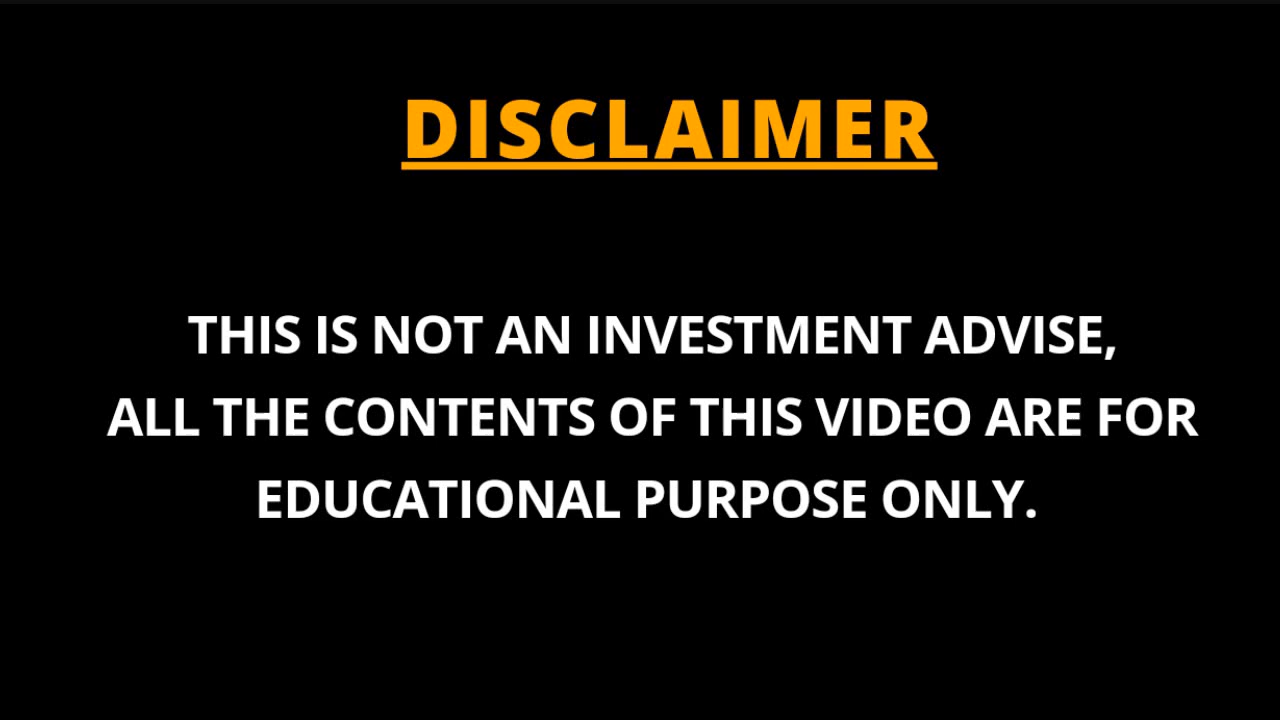 DISCLAIMER
THIS IS NOT AN INVESTMENT ADVISE,
ALL THE CONTENTS OF THIS VIDEO ARE FOR
EDUCATIONAL PURPOSE ONLY.